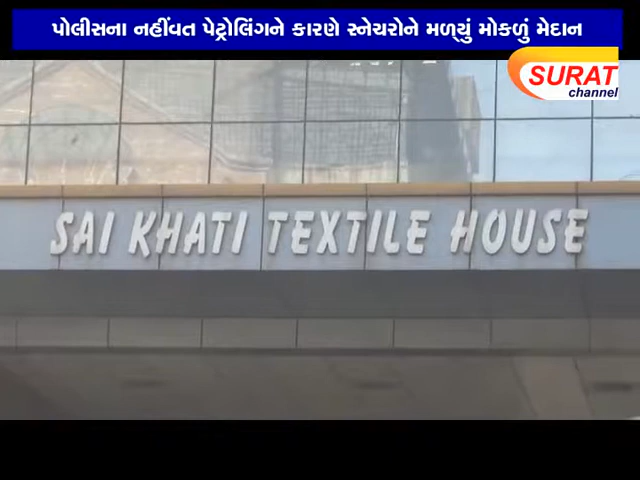 પોલીસના નહીંવત પેટ્રોલિંગને કારણે સ્નેચરોને મળ્યું મોકળું મેદાન
SURAT
channel
SAI KHATI TEXTILE HOUSE